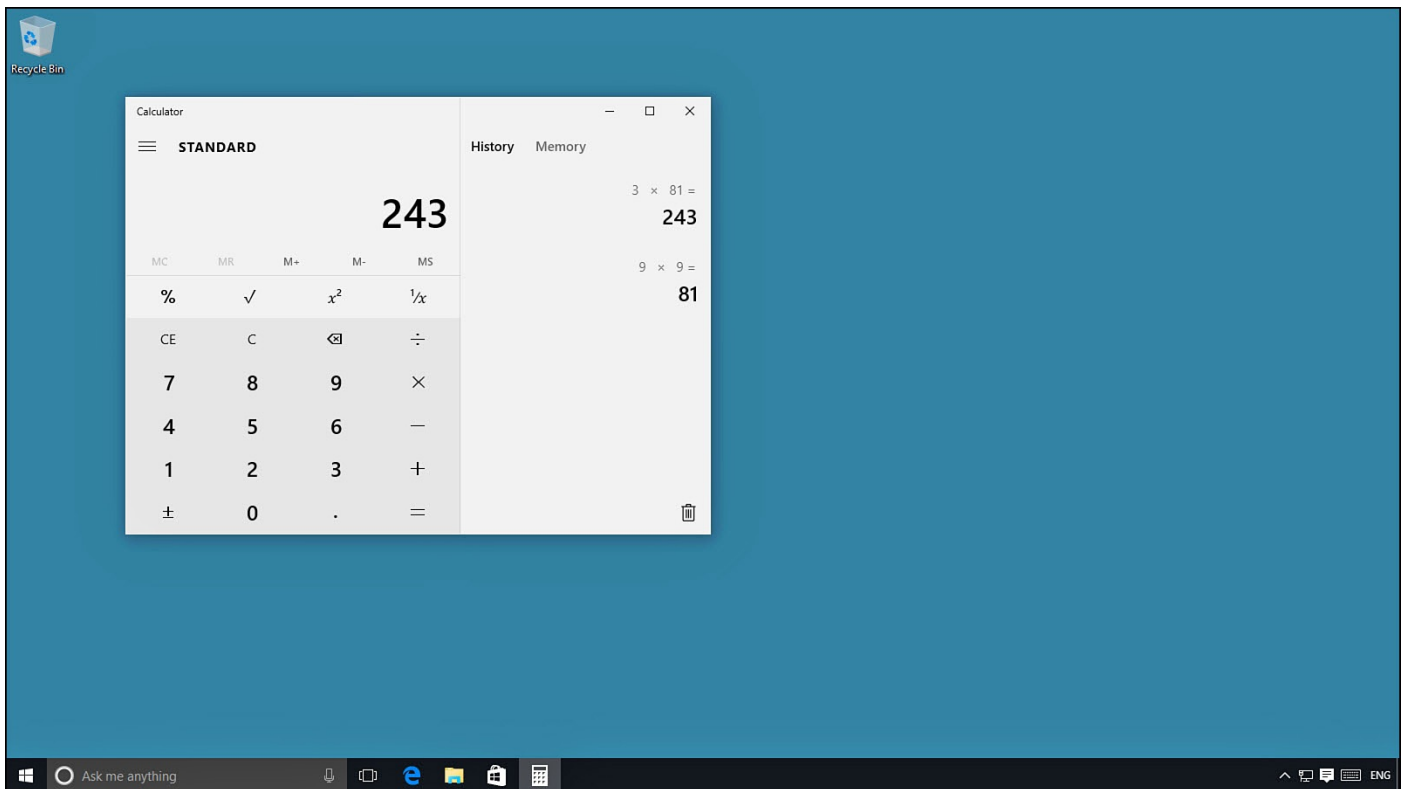 Recycle Bin
Calculator
STANDARD
History Memory
243
3 × 81 =
243
9 × 9 =
81
MC MR M+ M- MS
% √ x² ¹/x
CE C ÷
7 8 9 ×
4 5 6 −
1 2 3 +
± 0 . =
Ask me anything
ENG